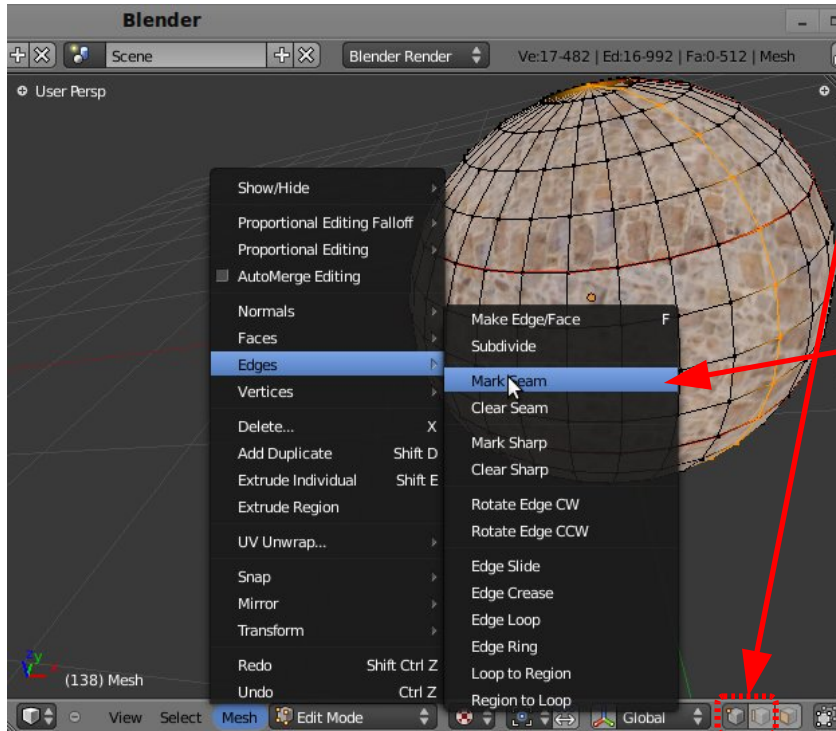 Blender
Scene
Blender Render
Ve:17-482 | Ed:16-992 | Fa:0-512 | Mesh
User Persp
Show/Hide
Proportional Editing Falloff
Proportional Editing
AutoMerge Editing
Normals
Faces
Edges
Vertices
Delete... X
Add Duplicate Shift D
Extrude Individual Shift E
Extrude Region
UV Unwrap...
Snap
Mirror
Transform
Redo Shift Ctrl Z
Undo Ctrl Z
Make Edge/Face F
Subdivide
Mark Seam
Clear Seam
Mark Sharp
Clear Sharp
Rotate Edge CW
Rotate Edge CCW
Edge Slide
Edge Crease
Edge Loop
Edge Ring
Loop to Region
Region to Loop
z y x
(138) Mesh
View Select Mesh Edit Mode Global